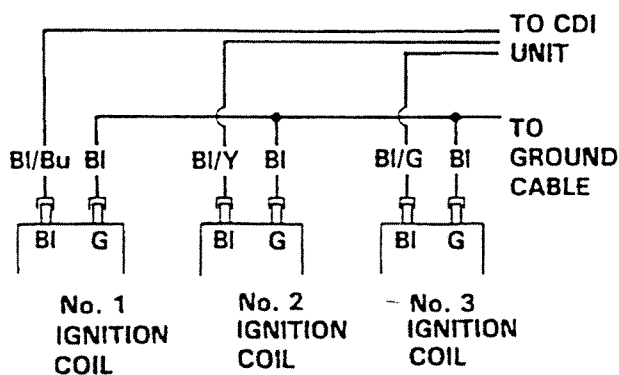 TO CDI
UNIT
TO
GROUND
CABLE
Bl/Bu Bl Bl/Y Bl Bl/G Bl
Bl G Bl G Bl G
No. 1
IGNITION
COIL
No. 2
IGNITION
COIL
No. 3
IGNITION
COIL